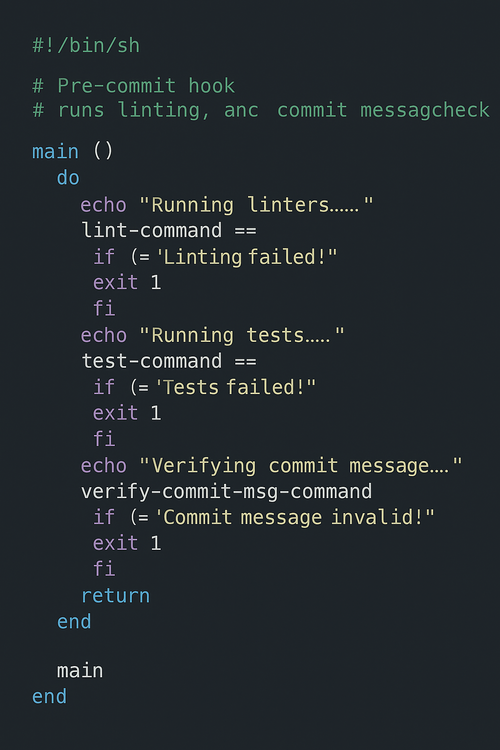 #!/bin/sh
# Pre-commit hook
# runs linting, anc commit messagcheck
main ()
do
echo "Running linters......"
lint-command ==
if (= 'Linting failed!"
exit 1
fi
echo "Running tests....."
test-command ==
if (= 'Tests failed!"
exit 1
fi
echo "Verifying commit message...."
verify-commit-msg-command
if (= 'Commit message invalid!"
exit 1
fi
return
end
main
end